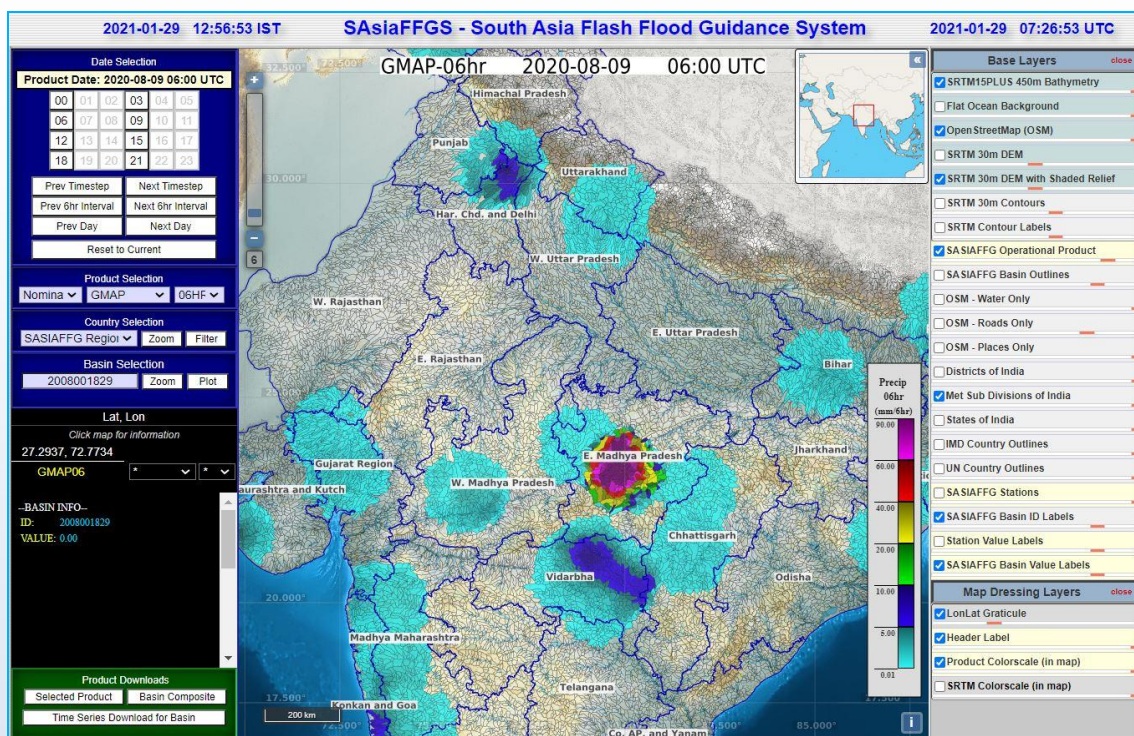 2021-01-29 12:56:53 IST
SAsiaFFGS - South Asia Flash Flood Guidance System
2021-01-29 07:26:53 UTC
Date Selection
Product Date: 2020-08-09 06:00 UTC
00 01 02 03 04 05
06 07 08 09 10 11
12 13 14 15 16 17
18 19 20 21 22 23
Prev Timestep Next Timestep
Prev 6hr Interval Next 6hr Interval
Prev Day Next Day
Reset to Current
Product Selection
Nomina GMAP 06HF
Country Selection
SASIAFFG Region Zoom Filter
Basin Selection
2008001829 Zoom Plot
Lat, Lon
Click map for information
27.2937, 72.7734
GMAP06 * *
--BASIN INFO--
ID: 2008001829
VALUE: 0.00
Product Downloads
Selected Product Basin Composite
Time Series Download for Basin
GMAP-06hr 2020-08-09 06:00 UTC
+
−
6
«
32.500° 72.500°
Himachal Pradesh
Punjab
30.000°
Uttarakhand
Har. Chd. and Delhi
W. Uttar Pradesh
W. Rajasthan
E. Uttar Pradesh
E. Rajasthan
Bihar
Jharkhand
E. Madhya Pradesh
Gujarat Region
W. Madhya Pradesh
aurashtra and Kutch
Chhattisgarh
Vidarbha
Odisha
20.000°
Madhya Maharashtra
Telangana
17.500°
Konkan and Goa
200 km
72.500°
85.000°
17.500°
Co. AP. and Yanam
i
Precip
06hr
(mm/6hr)
90.00
60.00
40.00
20.00
10.00
5.00
0.01
Base Layers close
SRTM15PLUS 450m Bathymetry
Flat Ocean Background
OpenStreetMap (OSM)
SRTM 30m DEM
SRTM 30m DEM with Shaded Relief
SRTM 30m Contours
SRTM Contour Labels
SASIAFFG Operational Product
SASIAFFG Basin Outlines
OSM - Water Only
OSM - Roads Only
OSM - Places Only
Districts of India
Met Sub Divisions of India
States of India
IMD Country Outlines
UN Country Outlines
SASIAFFG Stations
SASIAFFG Basin ID Labels
Station Value Labels
SASIAFFG Basin Value Labels
Map Dressing Layers close
LonLat Graticule
Header Label
Product Colorscale (in map)
SRTM Colorscale (in map)